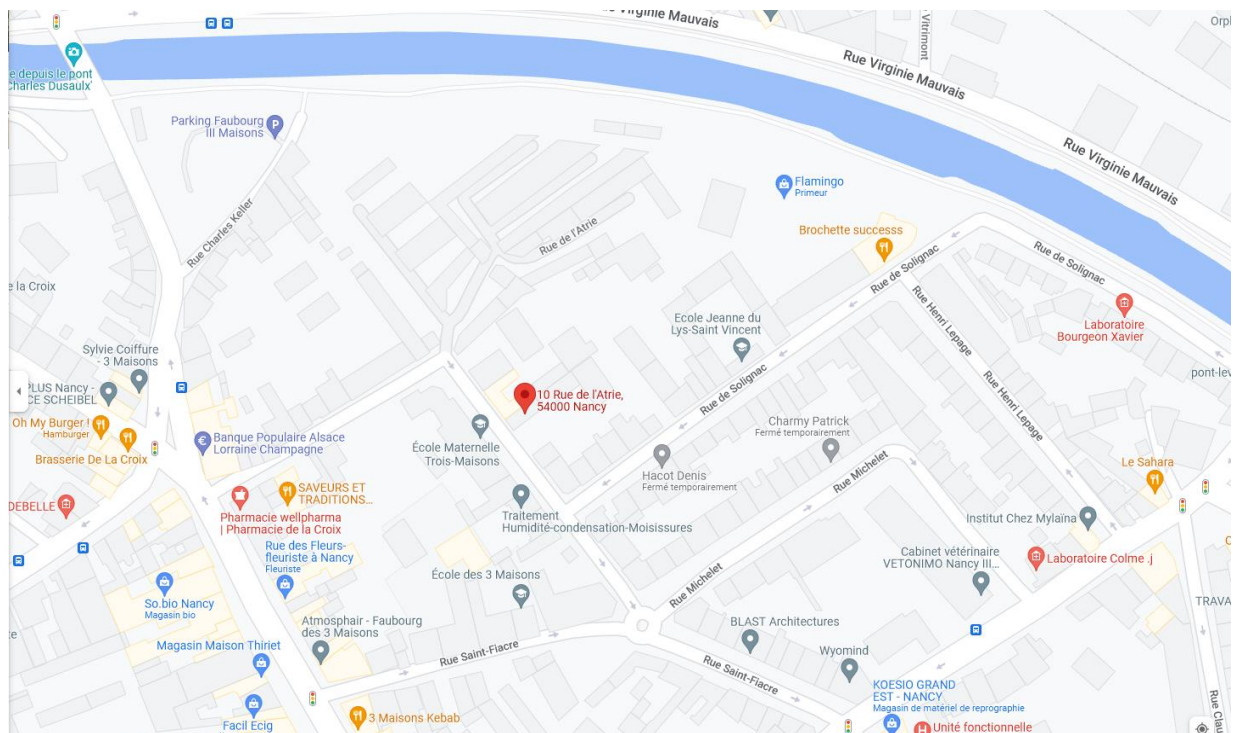 Virginie Mauvais
Vitrimont
Orph
Rue Virginie Mauvais
Rue Virginie Mauvais
e depuis le pont
Charles Dusaulx'
Parking Faubourg
III Maisons
P
Flamingo
Primeur
Rue Charles Keller
Rue de l'Atrie
Brochette successs
Rue de Solignac
Rue de Solignac
e la Croix
Ecole Jeanne du
Lys-Saint Vincent
Rue Henri Lepage
Laboratoire
Bourgeon Xavier
Sylvie Coiffure
- 3 Maisons
pont-lev
PLUS Nancy -
CE SCHEIBEL
10 Rue de l'Atrie,
54000 Nancy
Rue de Solignac
Rue Henri Lepage
Oh My Burger !
Hamburger
Banque Populaire Alsace
Lorraine Champagne
École Maternelle
Trois-Maisons
Charmy Patrick
Fermé temporairement
Brasserie De La Croix
Hacot Denis
Fermé temporairement
Rue Michelet
Le Sahara
SAVEURS ET
TRADITIONS...
DEBELLE
Pharmacie wellpharma
| Pharmacie de la Croix
Traitement
Humidité-condensation-Moisissures
Institut Chez Mylaïna
Rue des Fleurs-
fleuriste à Nancy
Fleuriste
Cabinet vétérinaire
VETONIMO Nancy III...
Laboratoire Colme .j
École des 3 Maisons
Rue Michelet
So.bio Nancy
Magasin bio
TRAVA
Atmosphair - Faubourg
des 3 Maisons
BLAST Architectures
Magasin Maison Thiriet
Rue Saint-Fiacre
Rue Saint-Fiacre
Wyomind
KOESIO GRAND
EST - NANCY
Magasin de matériel de reprographie
Rue Clau
Facil Ecig
3 Maisons Kebab
H
Unité fonctionnelle